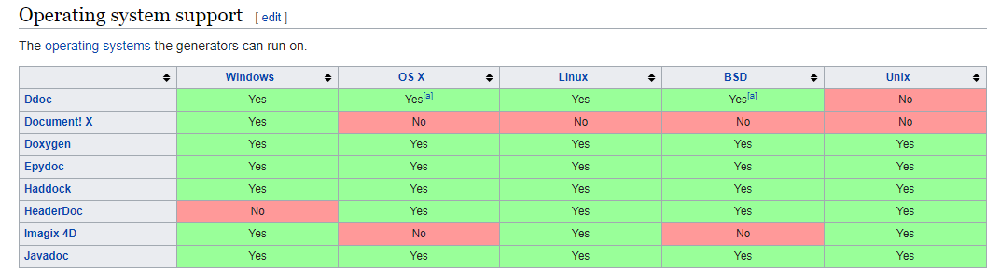 Operating system support [ edit ]
The operating systems the generators can run on.
Windows OS X Linux BSD Unix
Ddoc Yes Yes[a] Yes Yes[a] No
Document! X Yes No No No No
Doxygen Yes Yes Yes Yes Yes
Epydoc Yes Yes Yes Yes Yes
Haddock Yes Yes Yes Yes Yes
HeaderDoc No Yes Yes Yes Yes
Imagix 4D Yes No Yes No Yes
Javadoc Yes Yes Yes Yes Yes